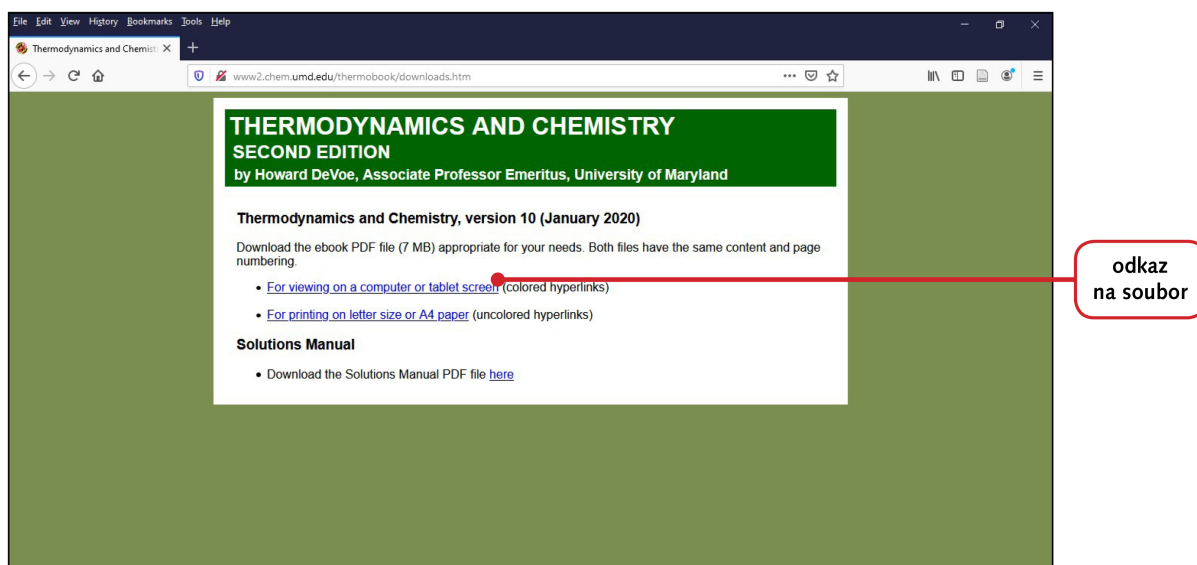 File Edit View History Bookmarks Tools Help
Thermodynamics and Chemist
www2.chem.umd.edu/thermobook/downloads.htm
THERMODYNAMICS AND CHEMISTRY
SECOND EDITION
by Howard DeVoe, Associate Professor Emeritus, University of Maryland
Thermodynamics and Chemistry, version 10 (January 2020)
Download the ebook PDF file (7 MB) appropriate for your needs. Both files have the same content and page
numbering.
• For viewing on a computer or tablet screen (colored hyperlinks)
• For printing on letter size or A4 paper (uncolored hyperlinks)
Solutions Manual
• Download the Solutions Manual PDF file here
odkaz
na soubor